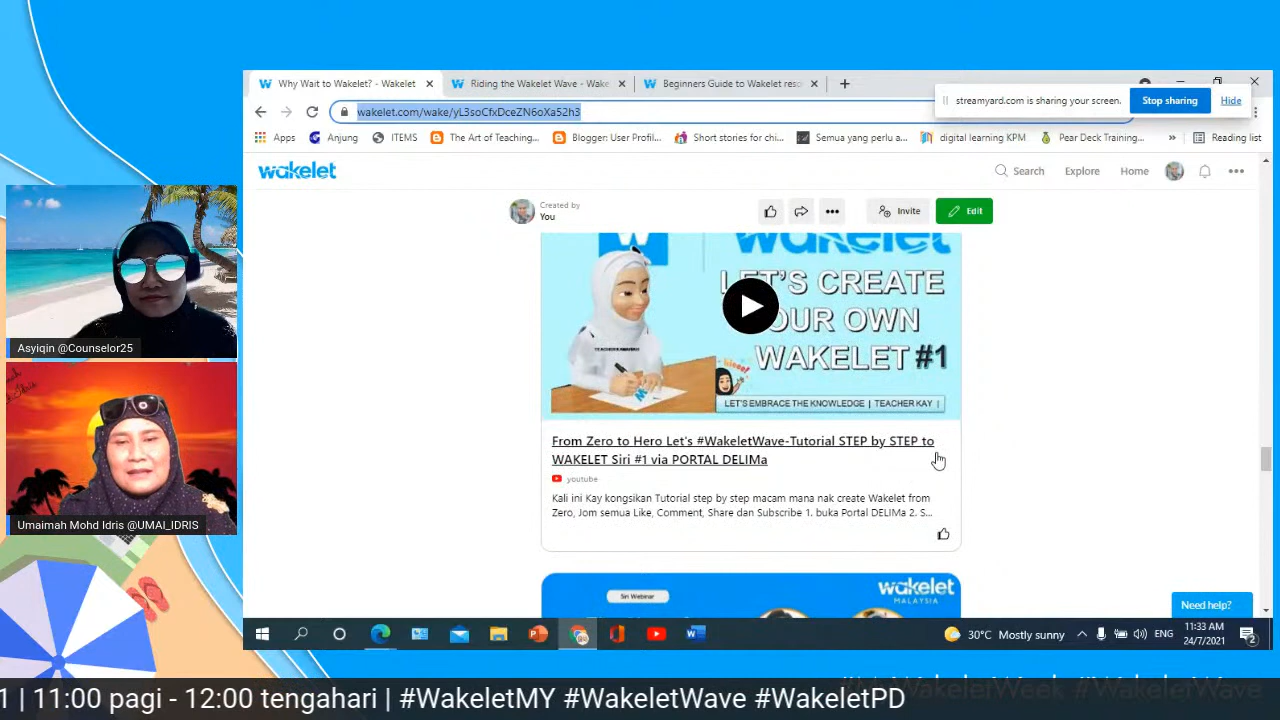 Why Wait to Wakelet? - Wakelet
Riding the Wakelet Wave - Wake
Beginners Guide to Wakelet reso
streamyard.com is sharing your screen.
Stop sharing
Hide
wakelet.com/wake/yL3soCfxDceZN6oXa52h3
Apps
Anjung
ITEMS
The Art of Teaching...
Blogger: User Profil...
Short stories for chi...
Semua yang perlu a...
digital learning KPM
Pear Deck Training...
Reading list
wakelet
Search
Explore
Home
Created by
You
Invite
Edit
wakelet
LET'S CREATE
YOUR OWN
WAKELET #1
LET'S EMBRACE THE KNOWLEDGE | TEACHER KAY |
From Zero to Hero Let's #WakeletWave-Tutorial STEP by STEP to
WAKELET Siri #1 via PORTAL DELIMa
youtube
Kali ini Kay kongsikan Tutorial step by step macam mana nak create Wakelet from
Zero, Jom semua Like, Comment, Share dan Subscribe 1. buka Portal DELIMa 2. S...
Siri Webinar
wakelet
MALAYSIA
Need help?
30°C Mostly sunny
ENG
11:33 AM
24/7/2021
2
Asyiqin @Counselor25
Umaimah Mohd Idris @UMAI_IDRIS
1 | 11:00 pagi - 12:00 tengahari | #WakeletMY #WakeletWave #WakeletPD